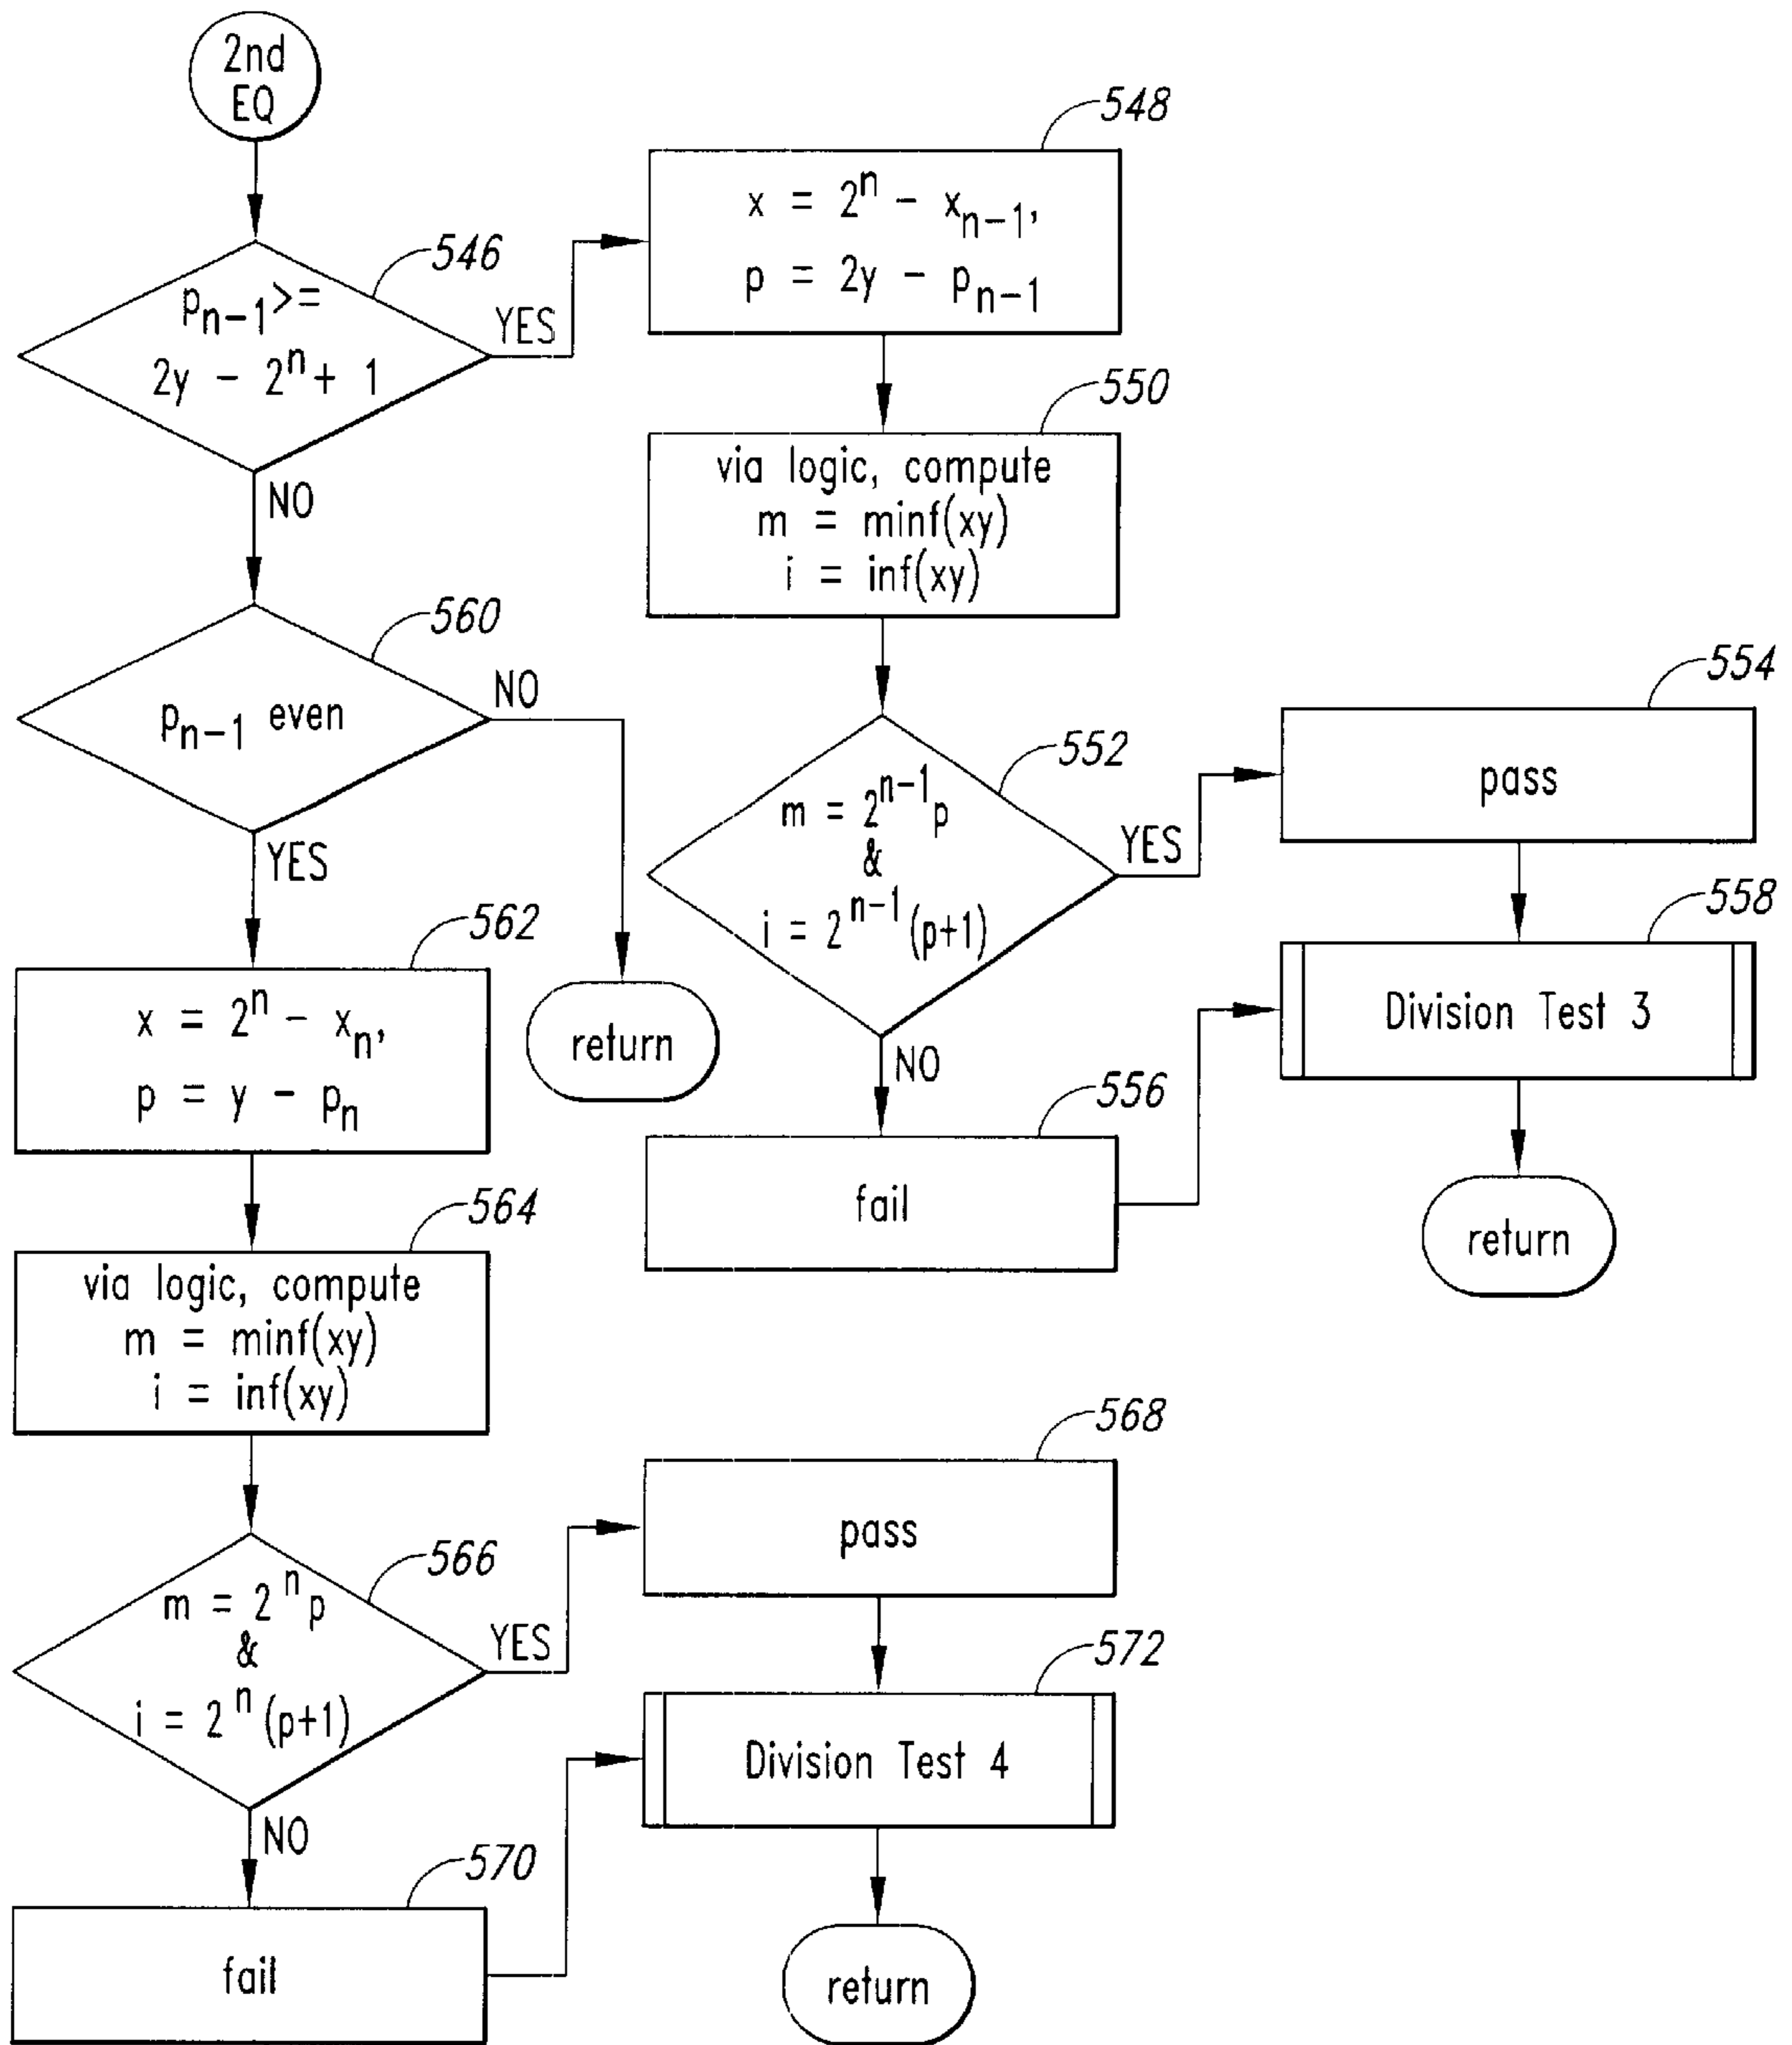 2nd
EQ
546
p_{n-1} >=
2y - 2^n + 1
YES
NO
548
x = 2^n - x_{n-1},
p = 2y - p_{n-1}
550
via logic, compute
m = minf(xy)
i = inf(xy)
552
m = 2^{n-1} p
&
i = 2^{n-1} (p+1)
YES
NO
554
pass
556
fail
558
Division Test 3
return
560
p_{n-1} even
NO
YES
return
562
x = 2^n - x_n,
p = y - p_n
564
via logic, compute
m = minf(xy)
i = inf(xy)
566
m = 2^n p
&
i = 2^n (p+1)
YES
NO
568
pass
570
fail
572
Division Test 4
return